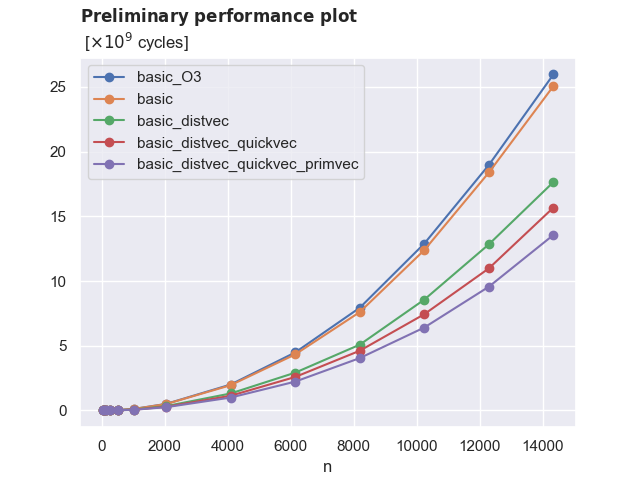 Preliminary performance plot
[×10⁹ cycles]
basic_O3
basic
basic_distvec
basic_distvec_quickvec
basic_distvec_quickvec_primvec
25
20
15
10
5
0
0 2000 4000 6000 8000 10000 12000 14000
n